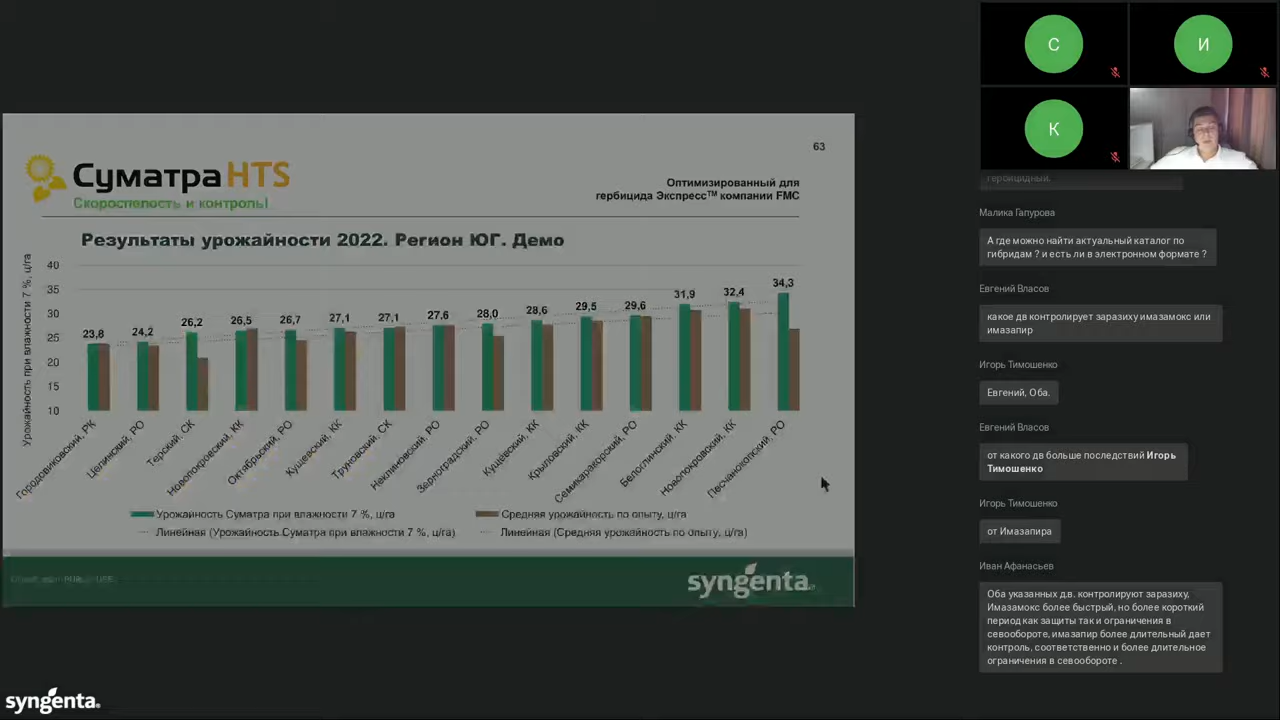 63
Суматра HTS
Скороспелость и контроль!
Оптимизированный для
гербицида Экспресс™ компании FMC
Результаты урожайности 2022. Регион ЮГ. Демо
Урожайность при влажности 7 %, ц/га
40
35
30
25
20
15
10
23,8
24,2
26,2
26,5
26,7
27,1
27,1
27,6
28,0
28,6
29,5
29,6
31,9
32,4
34,3
Городовиковский, РК
Целинский, РО
Терский, СК
Новопокровский, КК
Октябрьский, РО
Кущевский, КК
Труновский, СК
Неклиновский, РО
Зерноградский, РО
Кущёвский, КК
Крыловский, КК
Семикаракорский, РО
Белоглинский, КК
Новопокровский, КК
Песчанокопский, РО
Урожайность Суматра при влажности 7 %, ц/га
Средняя урожайность по опыту, ц/га
Линейная (Урожайность Суматра при влажности 7 %, ц/га)
Линейная (Средняя урожайность по опыту, ц/га)
syngenta
syngenta
С
И
К
гербицидный.
Малика Гапурова
А где можно найти актуальный каталог по
гибридам ? и есть ли в электронном формате ?
Евгений Власов
какое дв контролирует заразиху имазамокс или
имазапир
Игорь Тимошенко
Евгений, Оба.
Евгений Власов
от какого дв больше последствий Игорь
Тимошенко
Игорь Тимошенко
от Имазапира
Иван Афанасьев
Оба указанных д.в. контролируют заразиху,
Имазамокс более быстрый, но более короткий
период как защиты так и ограничения в
севообороте, имазапир более длительный дает
контроль, соответственно и более длительное
ограничения в севообороте .